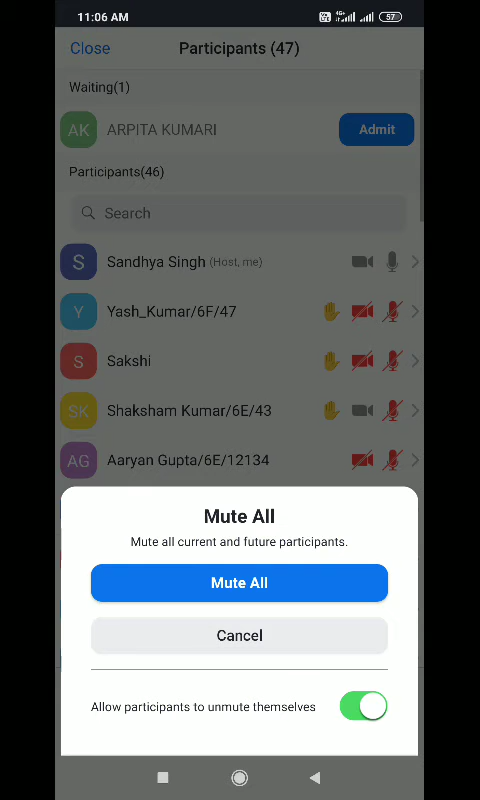 11:06 AM
4G+
57
Close Participants (47)
Waiting(1)
AK ARPITA KUMARI Admit
Participants(46)
Search
S Sandhya Singh (Host, me)
Y Yash_Kumar/6F/47
S Sakshi
SK Shaksham Kumar/6E/43
AG Aaryan Gupta/6E/12134
Mute All
Mute all current and future participants.
Mute All
Cancel
Allow participants to unmute themselves